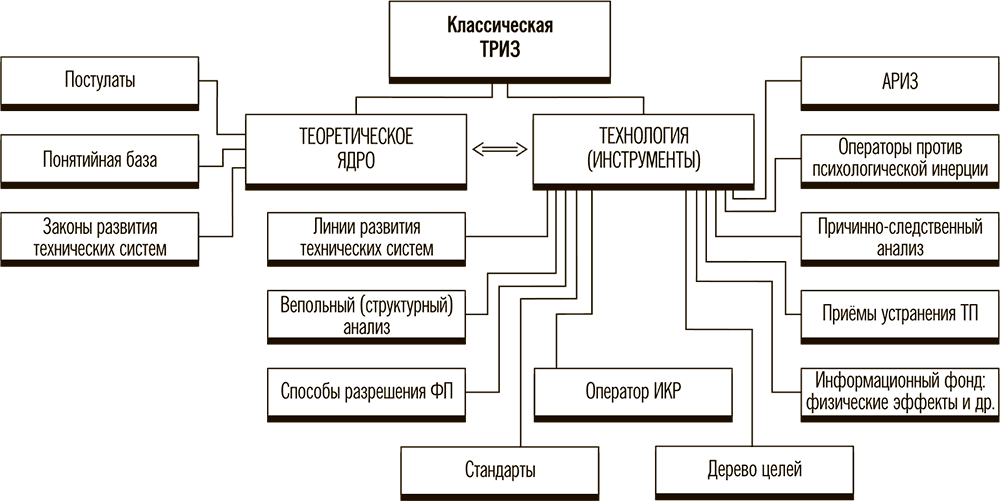 Классическая
ТРИЗ
Постулаты
Понятийная база
Законы развития
технических систем
ТЕОРЕТИЧЕСКОЕ
ЯДРО
ТЕХНОЛОГИЯ
(ИНСТРУМЕНТЫ)
Линии развития
технических систем
Вепольный (структурный)
анализ
Способы разрешения ФП
Стандарты
Оператор ИКР
Дерево целей
АРИЗ
Операторы против
психологической инерции
Причинно-следственный
анализ
Приёмы устранения ТП
Информационный фонд:
физические эффекты и др.